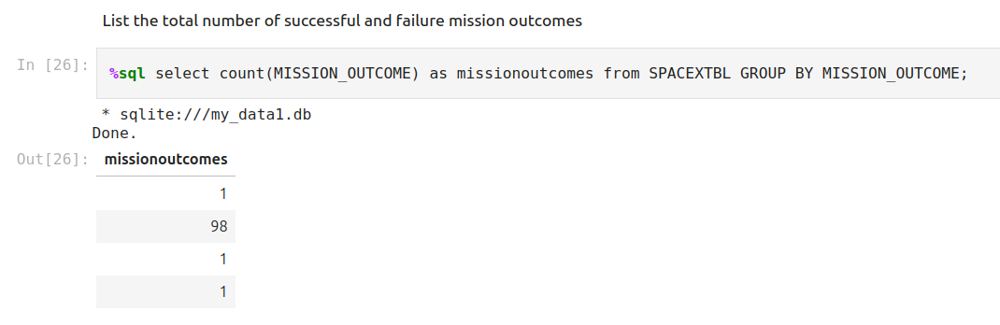 List the total number of successful and failure mission outcomes
In [26]:
%sql select count(MISSION_OUTCOME) as missionoutcomes from SPACEXTBL GROUP BY MISSION_OUTCOME;
* sqlite:///my_data1.db
Done.
Out[26]:
missionoutcomes
1
98
1
1